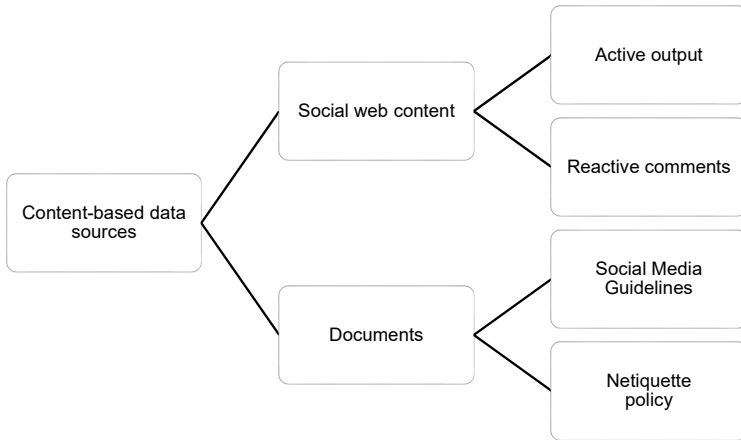 Active output
Social web content
Reactive comments
Content-based data
sources
Social Media
Guidelines
Documents
Netiquette
policy